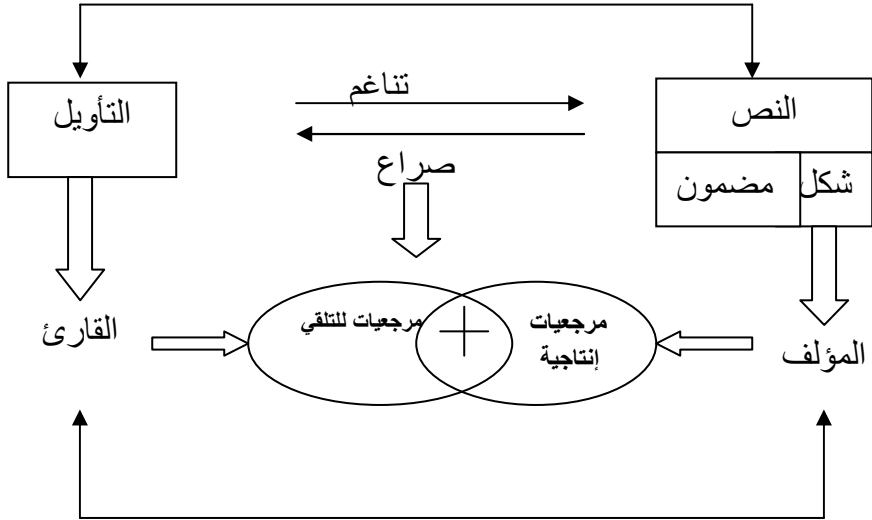 النص
تناغم
التأويل
شكل
مضمون
صراع
مرجعيات
إنتاجية
مرجعيات للتلقي
المؤلف
القارئ